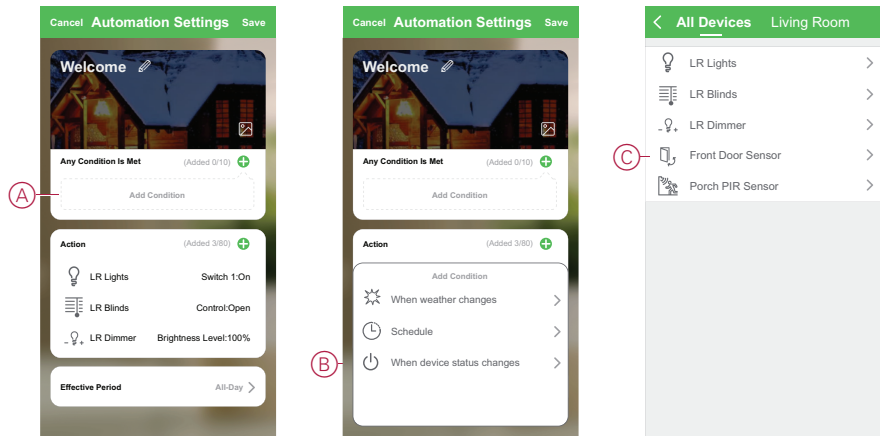 Cancel Automation Settings Save
Welcome
Any Condition Is Met (Added 0/10)
A
Add Condition
Action (Added 3/80)
LR Lights Switch 1:On
LR Blinds Control:Open
LR Dimmer Brightness Level:100%
Effective Period All-Day
Cancel Automation Settings Save
Welcome
Any Condition Is Met (Added 0/10)
Add Condition
Action (Added 3/80)
Add Condition
When weather changes
Schedule
B
When device status changes
All Devices Living Room
LR Lights
LR Blinds
LR Dimmer
C
Front Door Sensor
Porch PIR Sensor